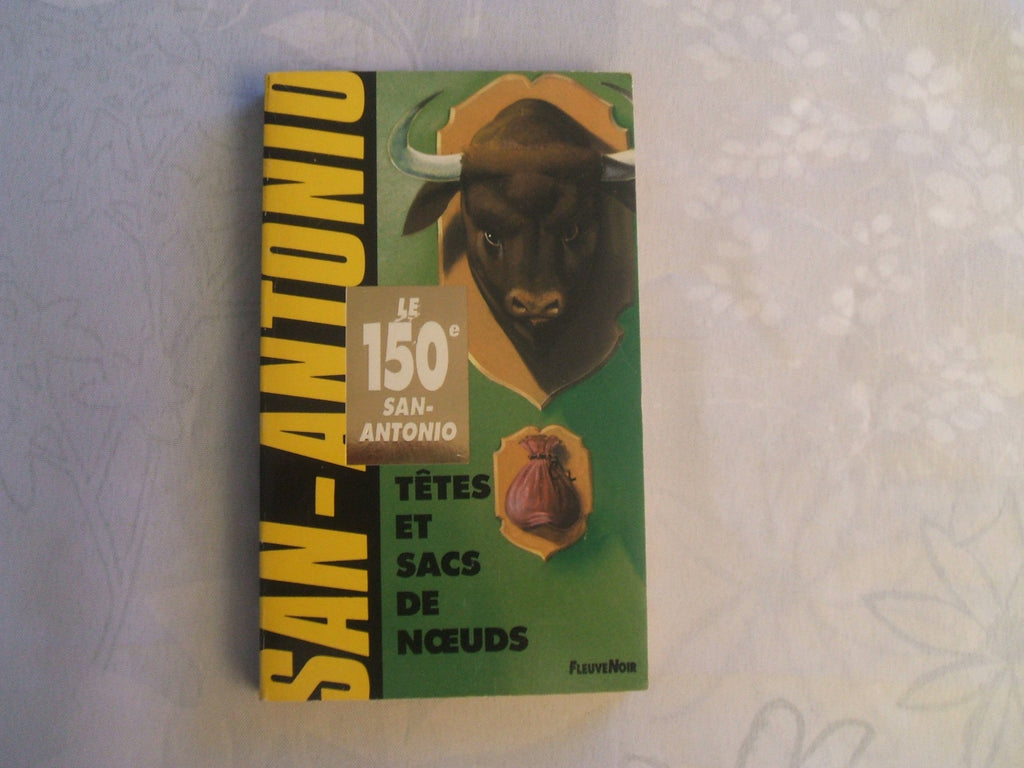 SAN-ANTONIO
LE
150e
SAN-
ANTONIO
TÊTES
ET
SACS
DE
NŒUDS
FLEUVE NOIR